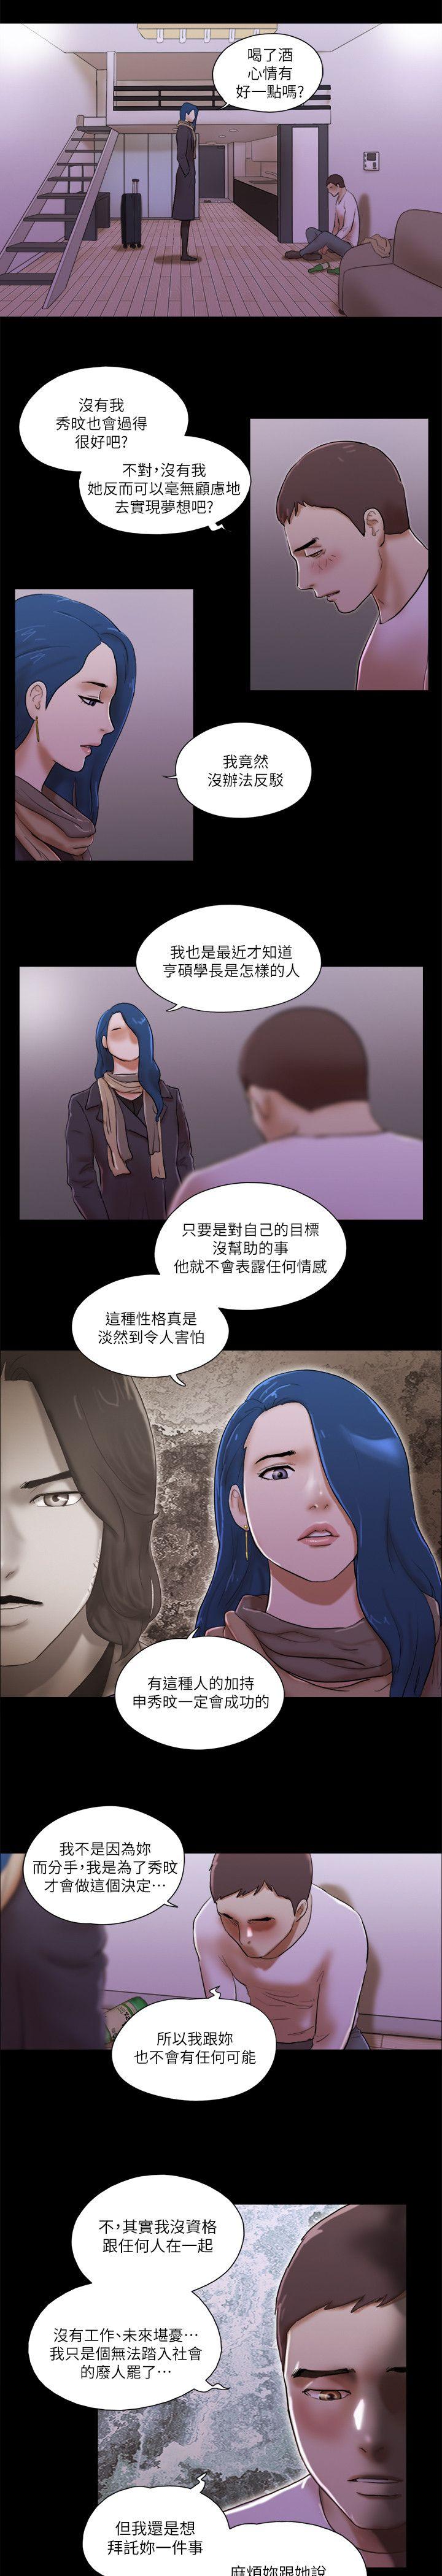 喝了酒
心情有
好一點嗎?
沒有我
秀旼也會過得
很好吧?
不對,沒有我
她反而可以毫無顧慮地
去實現夢想吧?
我竟然
沒辦法反駁
我也是最近才知道
亨碩學長是怎樣的人
只要是對自己的目標
沒幫助的事
他就不會表露任何情感
這種性格真是
淡然到令人害怕
有這種人的加持
申秀旼一定會成功的
我不是因為妳
而分手,我是為了秀旼
才會做這個決定…
所以我跟妳
也不會有任何可能
不,其實我沒資格
跟任何人在一起
沒有工作、未來堪憂…
我只是個無法踏入社會
的廢人罷了…
但我還是想
拜託妳一件事
麻煩妳跟她說